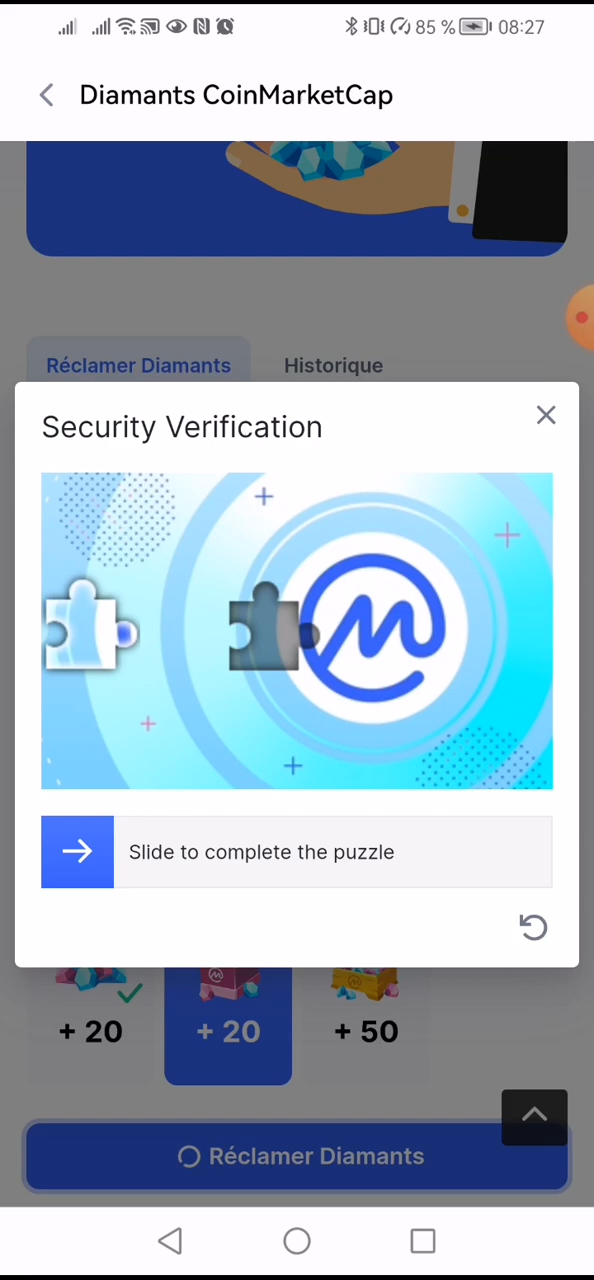 85 % 08:27
Diamants CoinMarketCap
Réclamer Diamants
Historique
Security Verification
Slide to complete the puzzle
+ 20
+ 20
+ 50
Réclamer Diamants